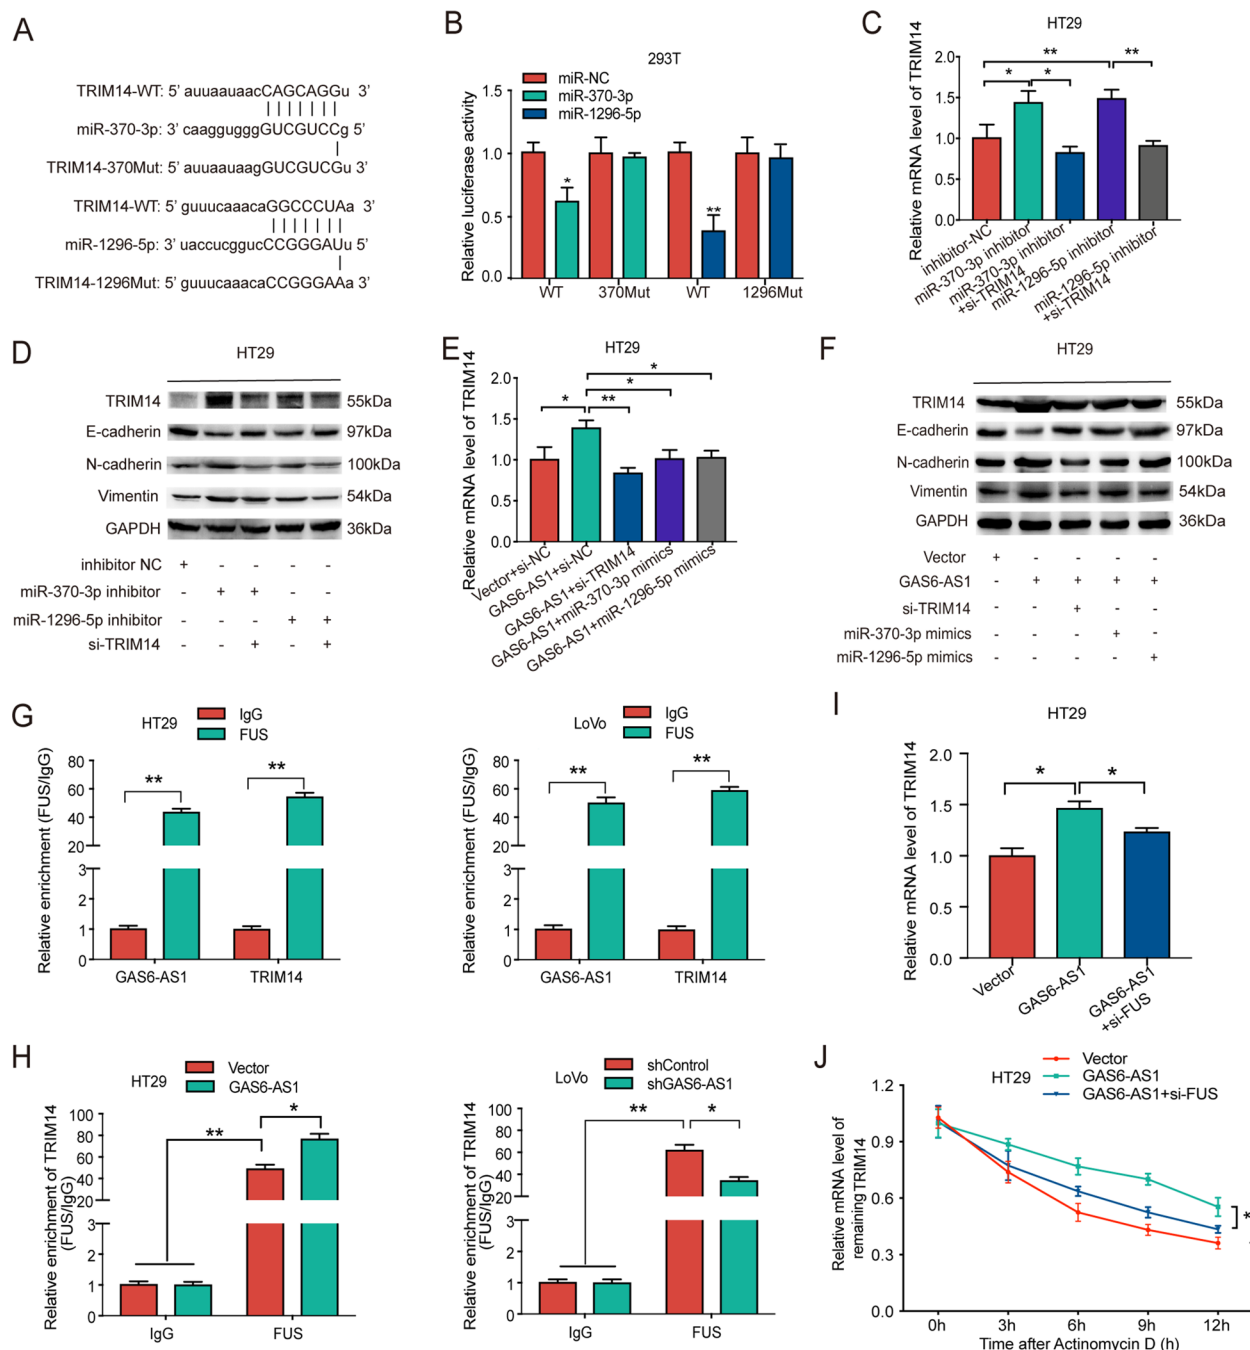 A
TRIM14-WT: 5' auuaauaacCAGCAGGu 3'
miR-370-3p: 3' caaggugggGUCGUCCg 5'
TRIM14-370Mut: 5' auuaauaagGUCGUCGu 3'
TRIM14-WT: 5' guuucaaacaGGCCCUAa 3'
miR-1296-5p: 3' uaccucggucCCGGGAUu 5'
TRIM14-1296Mut: 5' guuucaaacaCCGGGAAa 3'
B
293T
miR-NC
miR-370-3p
miR-1296-5p
Relative luciferase activity
1.5
1.0
0.5
0.0
*
**
WT
370Mut
WT
1296Mut
C
HT29
Relative mRNA level of TRIM14
2.0
1.5
1.0
0.5
0.0
**
**
*
*
inhibitor-NC
miR-370-3p inhibitor
miR-370-3p inhibitor
+si-TRIM14
miR-1296-5p inhibitor
miR-1296-5p inhibitor
+si-TRIM14
D
HT29
TRIM14 55kDa
E-cadherin 97kDa
N-cadherin 100kDa
Vimentin 54kDa
GAPDH 36kDa
inhibitor NC + - - - -
miR-370-3p inhibitor - + + - -
miR-1296-5p inhibitor - - - + +
si-TRIM14 - - + - +
E
HT29
Relative mRNA level of TRIM14
2.0
1.5
1.0
0.5
0.0
*
*
*
**
Vector+si-NC
GAS6-AS1+si-NC
GAS6-AS1+si-TRIM14
GAS6-AS1+miR-370-3p mimics
GAS6-AS1+miR-1296-5p mimics
F
HT29
TRIM14 55kDa
E-cadherin 97kDa
N-cadherin 100kDa
Vimentin 54kDa
GAPDH 36kDa
Vector + - - - -
GAS6-AS1 - + + + +
si-TRIM14 - - + - -
miR-370-3p mimics - - - + -
miR-1296-5p mimics - - - - +
G
HT29
IgG
FUS
Relative enrichment (FUS/IgG)
80
60
40
20
3
2
1
0
**
**
GAS6-AS1
TRIM14
LoVo
IgG
FUS
Relative enrichment (FUS/IgG)
80
60
40
20
3
2
1
0
**
**
GAS6-AS1
TRIM14
I
HT29
Relative mRNA level of TRIM14
2.0
1.5
1.0
0.5
0.0
*
*
Vector
GAS6-AS1
GAS6-AS1
+si-FUS
H
HT29
Vector
GAS6-AS1
Relative enrichment of TRIM14
(FUS/IgG)
100
80
60
40
20
3
2
1
0
**
*
IgG
FUS
LoVo
shControl
shGAS6-AS1
Relative enrichment of TRIM14
(FUS/IgG)
100
80
60
40
20
3
2
1
0
**
*
IgG
FUS
J
HT29
Vector
GAS6-AS1
GAS6-AS1+si-FUS
Relative mRNA level of
remaining TRIM14
1.2
0.9
0.6
0.3
0.0
*
0h
3h
6h
9h
12h
Time after Actinomycin D (h)